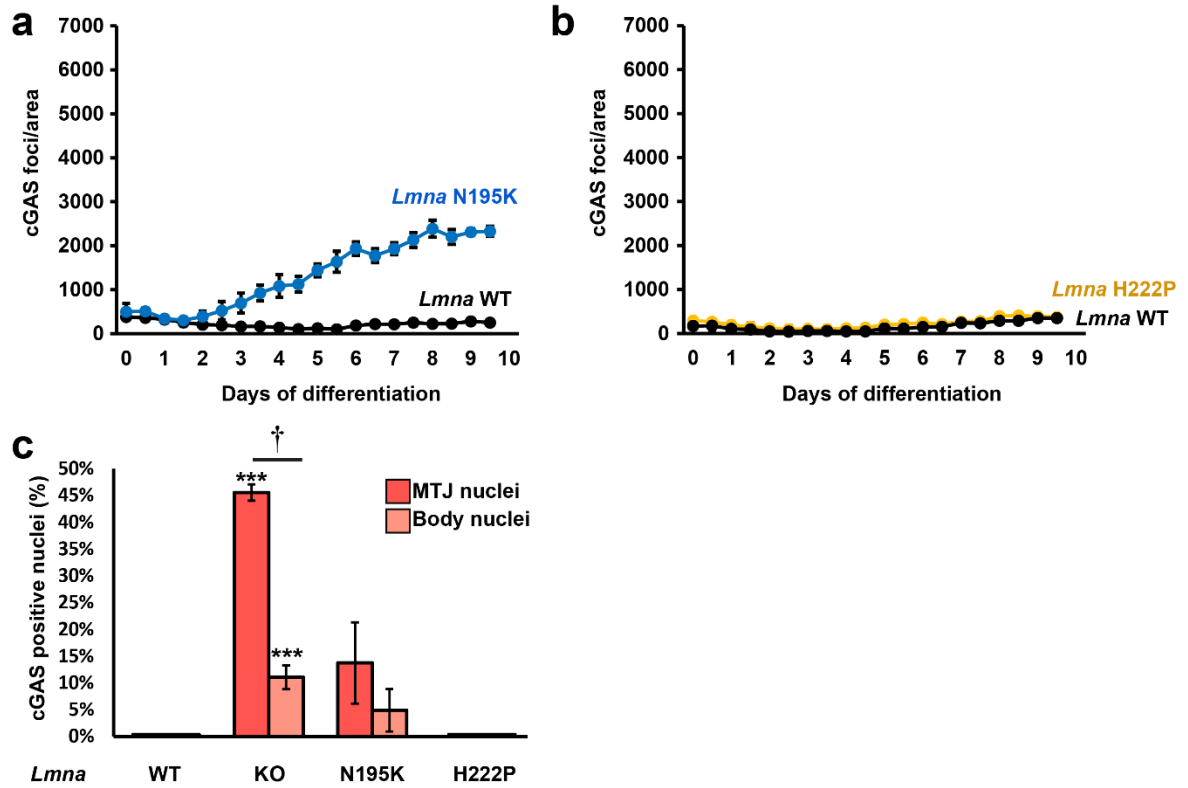 a
b
7000
6000
5000
4000
3000
2000
1000
0
cGAS foci/area
Lmna N195K
Lmna WT
0 1 2 3 4 5 6 7 8 9 10
Days of differentiation
7000
6000
5000
4000
3000
2000
1000
0
cGAS foci/area
Lmna H222P
Lmna WT
0 1 2 3 4 5 6 7 8 9 10
Days of differentiation
c
†
50%
45%
40%
35%
30%
25%
20%
15%
10%
5%
0%
cGAS positive nuclei (%)
***
***
MTJ nuclei
Body nuclei
Lmna WT KO N195K H222P